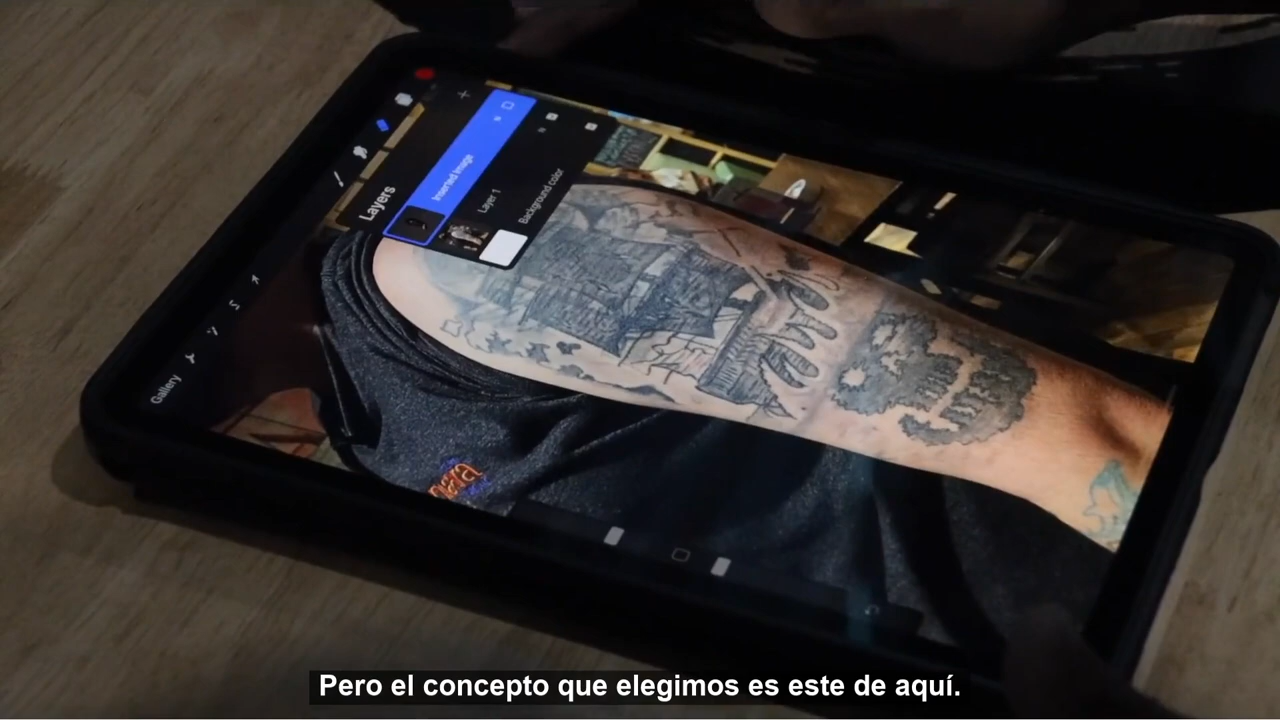 Layers
Inserted Image
N
Layer 1
N
Background color
Gallery
Pero el concepto que elegimos es este de aquí.